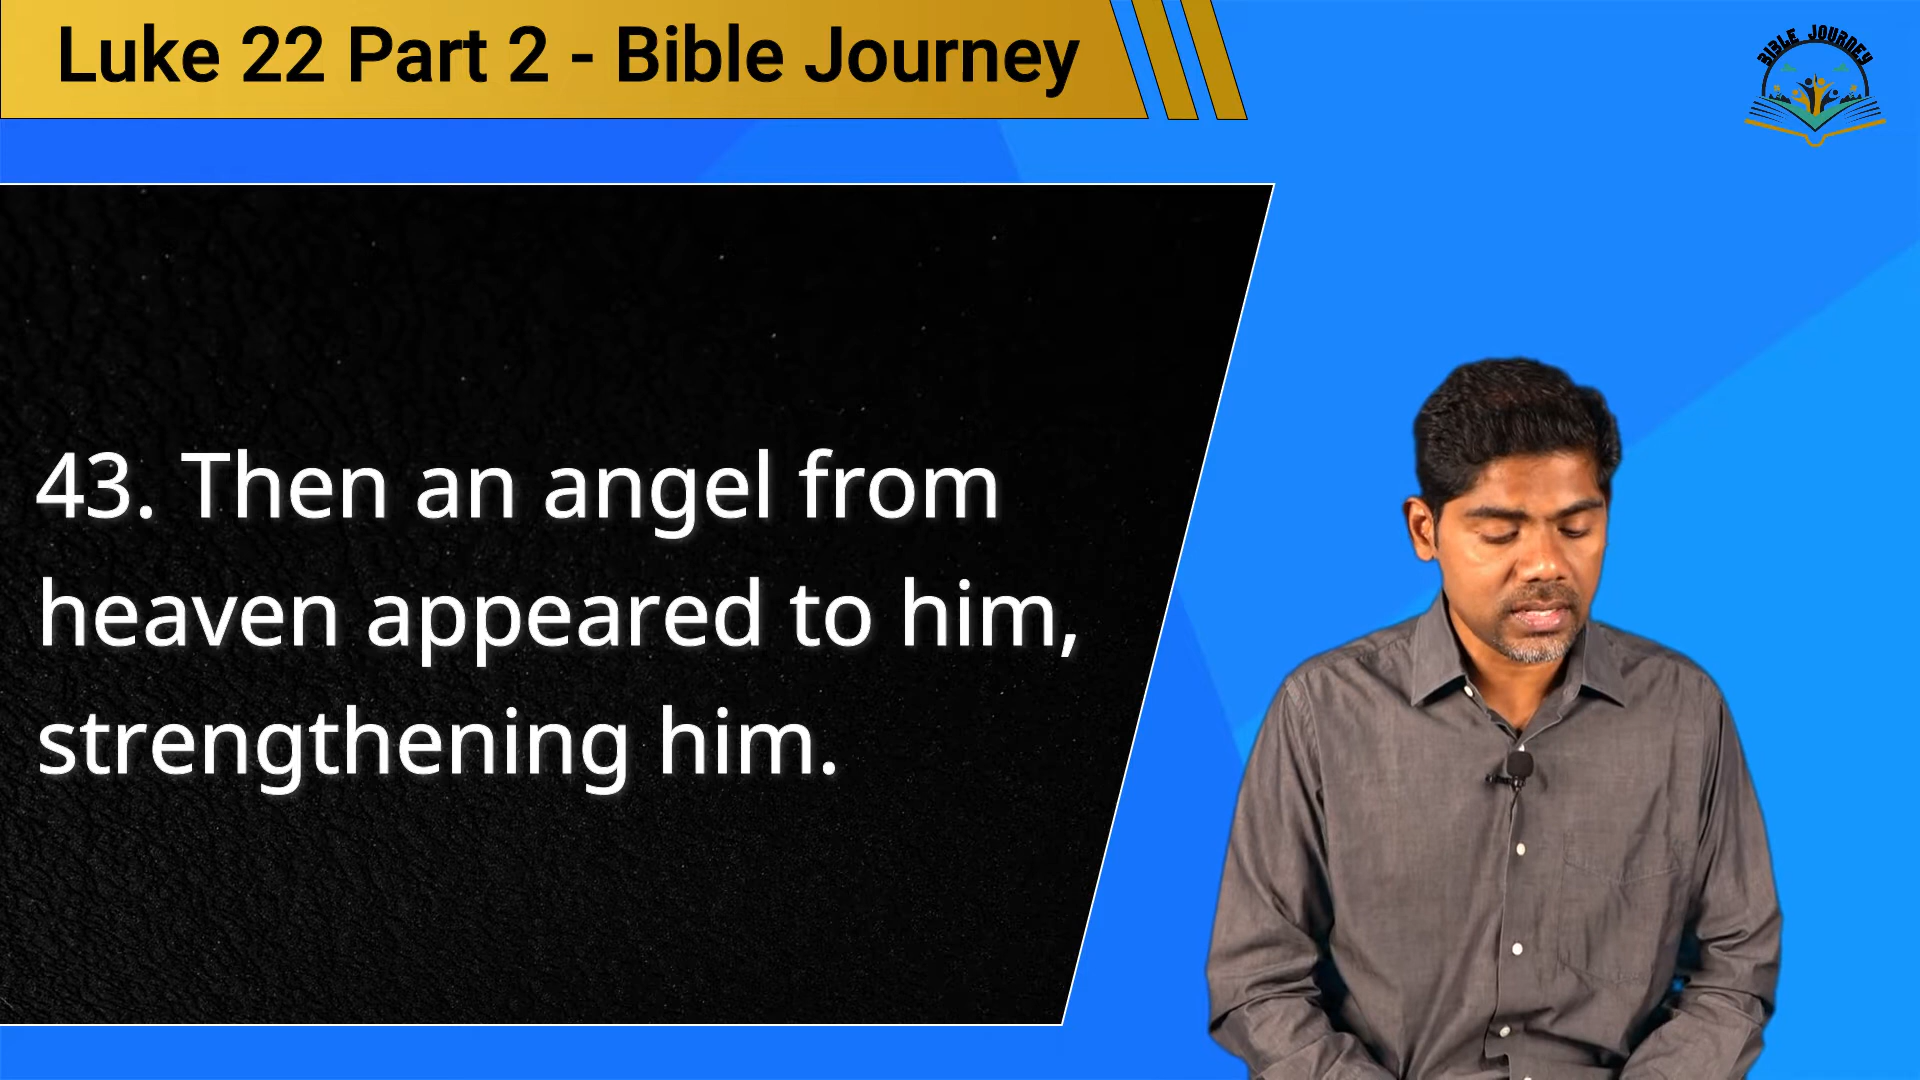 Luke 22 Part 2 - Bible Journey
BIBLE JOURNEY
43. Then an angel from
heaven appeared to him,
strengthening him.